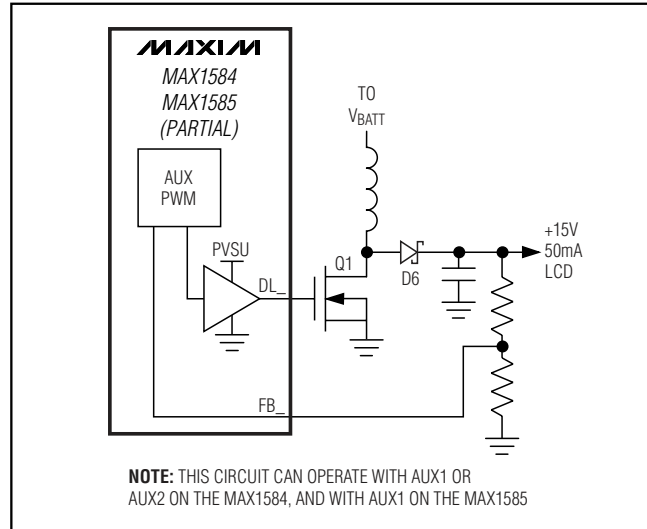 MAXIM
MAX1584
MAX1585
(PARTIAL)
TO
VBATT
AUX
PWM
PVSU
DL_
Q1
D6
+15V
50mA
LCD
FB_
NOTE: THIS CIRCUIT CAN OPERATE WITH AUX1 OR
AUX2 ON THE MAX1584, AND WITH AUX1 ON THE MAX1585